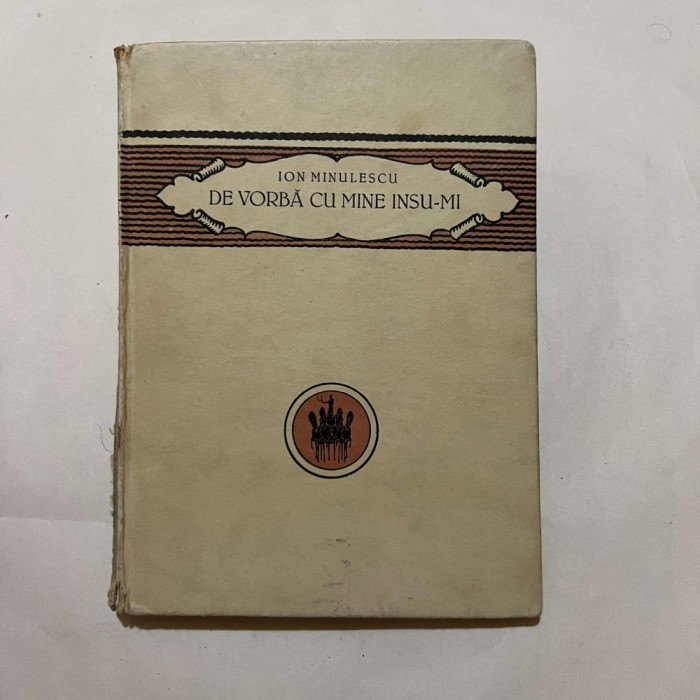 ION MINULESCU
DE VORBĂ CU MINE INSU-MI